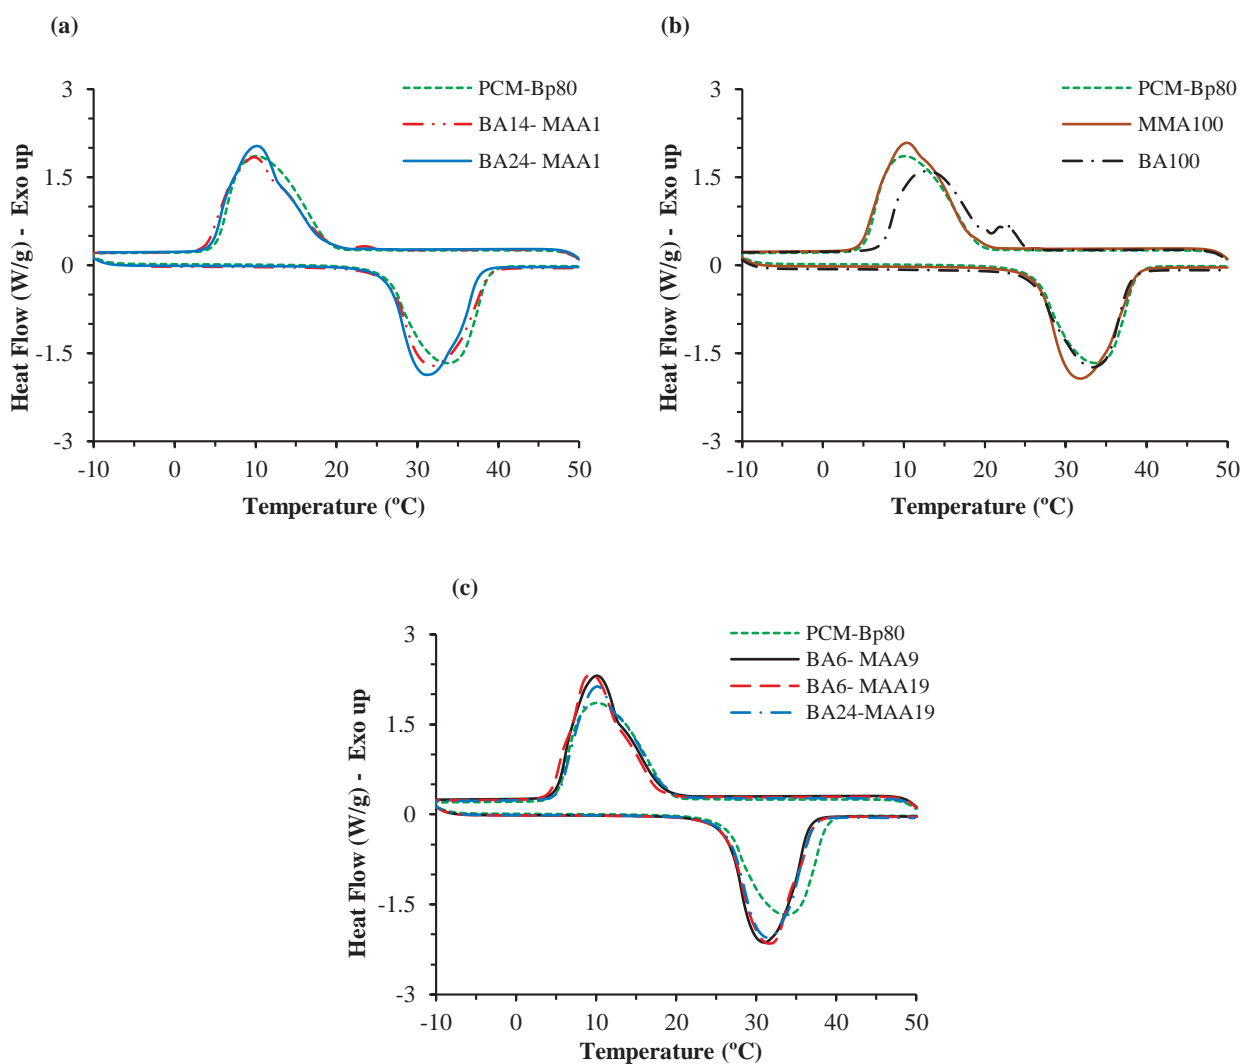 (a)
3
1.5
0
-1.5
-3
Heat Flow (W/g) - Exo up
PCM-Bp80
BA14- MAA1
BA24- MAA1
-10 0 10 20 30 40 50
Temperature (ºC)
(b)
3
1.5
0
-1.5
-3
Heat Flow (W/g) - Exo up
PCM-Bp80
MMA100
BA100
-10 0 10 20 30 40 50
Temperature (ºC)
(c)
3
1.5
0
-1.5
-3
Heat Flow (W/g) - Exo up
PCM-Bp80
BA6- MAA9
BA6- MAA19
BA24-MAA19
-10 0 10 20 30 40 50
Temperature (ºC)